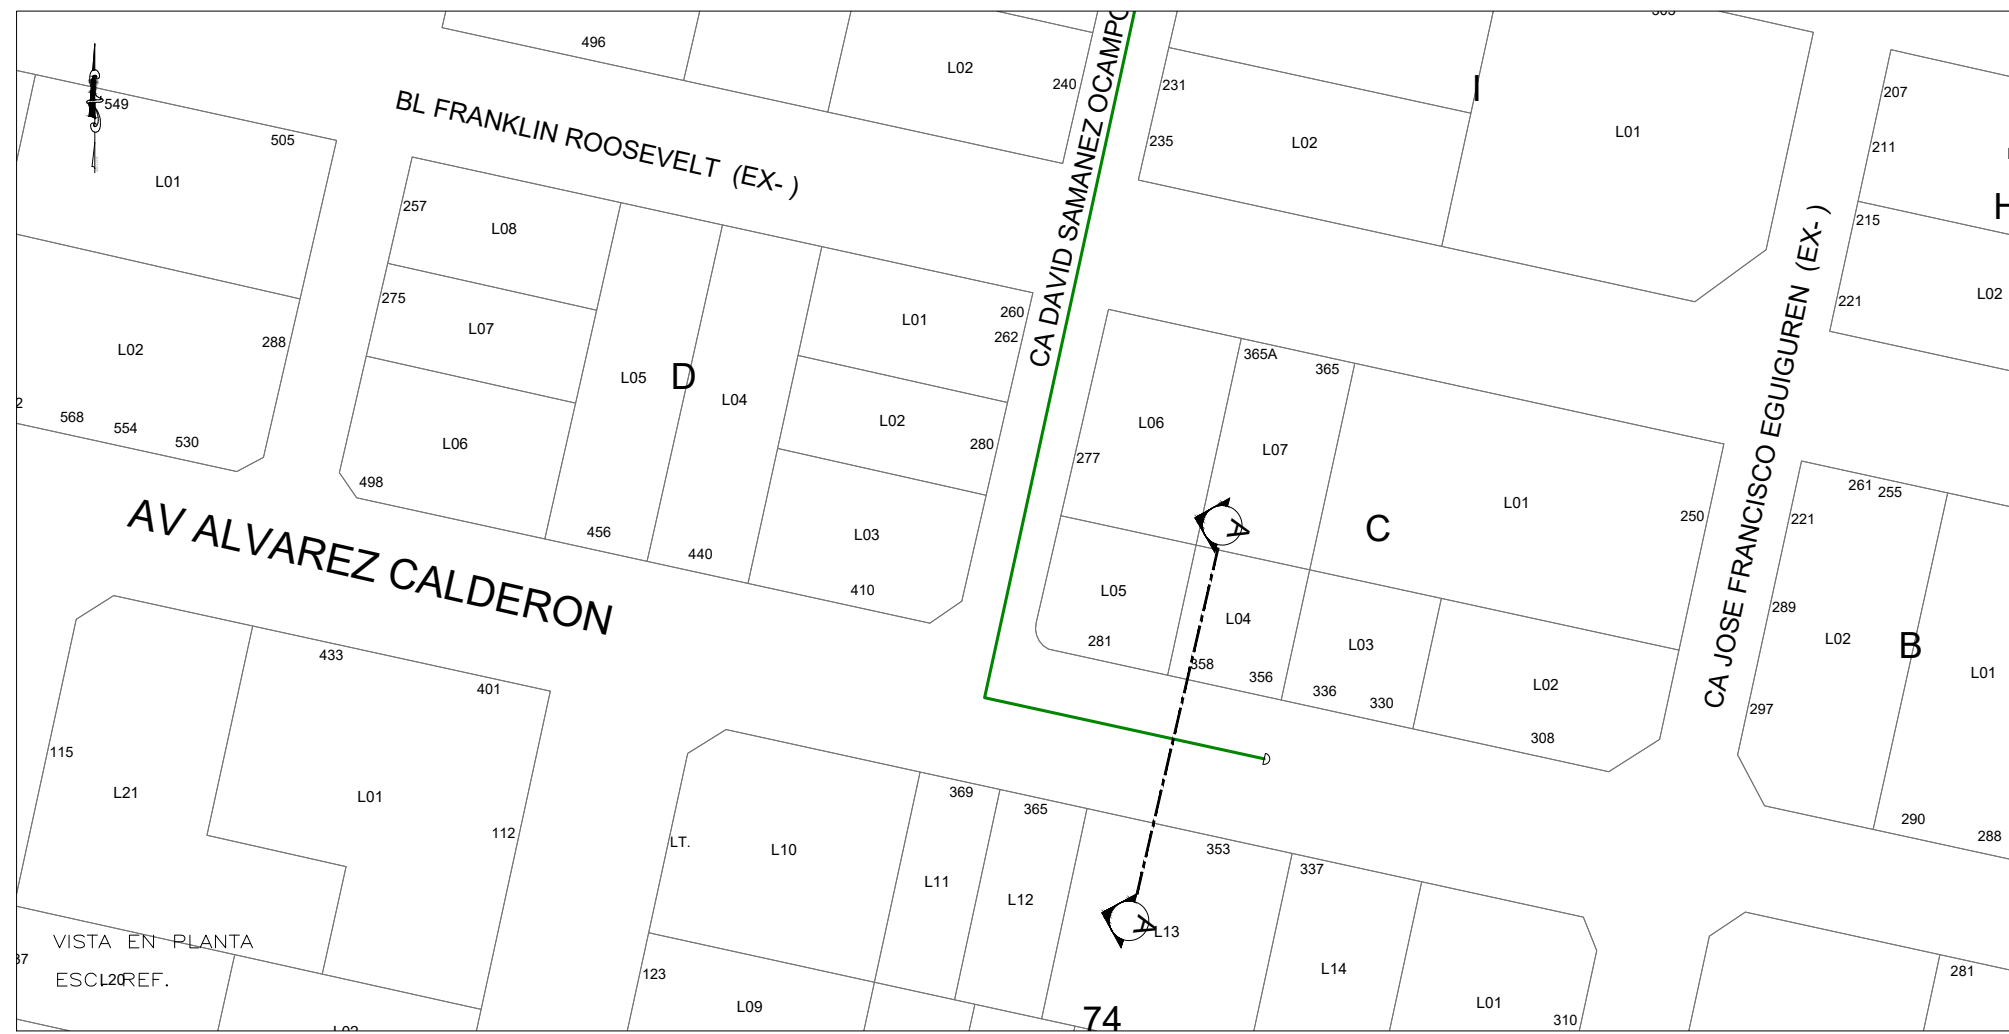 496
L02
240
549
505
L01
BL FRANKLIN ROOSEVELT (EX- )
CA DAVID SAMANEZ OCAMPO
231
235
L02
I
L01
207
211
215
H
221
L02
257
L08
275
L07
L06
498
L02
288
568
554
530
L05
D
L04
L01
260
262
L02
280
L03
456
440
410
AV ALVAREZ CALDERON
365A
365
L06
L07
277
A
C
L01
250
L05
281
L04
358
356
L03
336
330
L02
308
CA JOSE FRANCISCO EGUIGUREN (EX- )
261
255
221
289
L02
B
L01
297
290
288
433
401
115
L21
L01
112
369
365
353
337
LT.
L10
L11
L12
A
L13
L14
L01
310
123
L09
74
281
VISTA EN PLANTA
ESC: REF.
L20